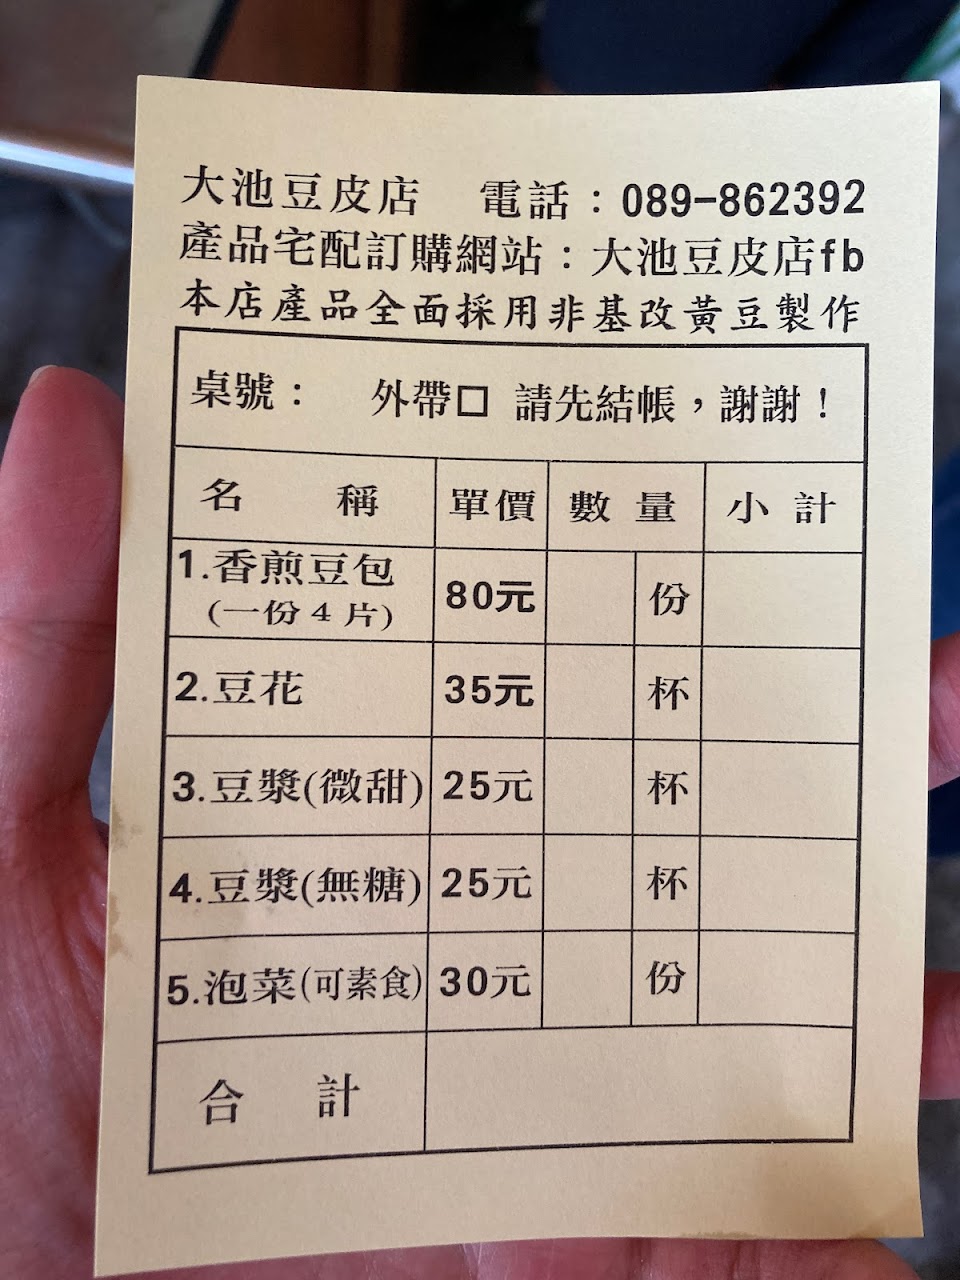 大池豆皮店 電話：089-862392
產品宅配訂購網站：大池豆皮店fb
本店產品全面採用非基改黃豆製作
桌號： 外帶□ 請先結帳，謝謝！
名稱 單價 數量 小計
1.香煎豆包
(一份4片) 80元 份
2.豆花 35元 杯
3.豆漿(微甜) 25元 杯
4.豆漿(無糖) 25元 杯
5.泡菜(可素食) 30元 份
合計